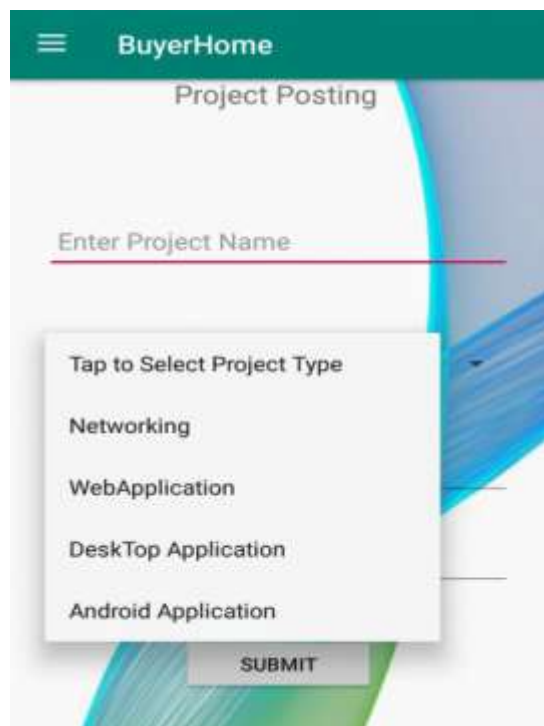 BuyerHome
Project Posting
Enter Project Name
Tap to Select Project Type
Networking
WebApplication
DeskTop Application
Android Application
SUBMIT